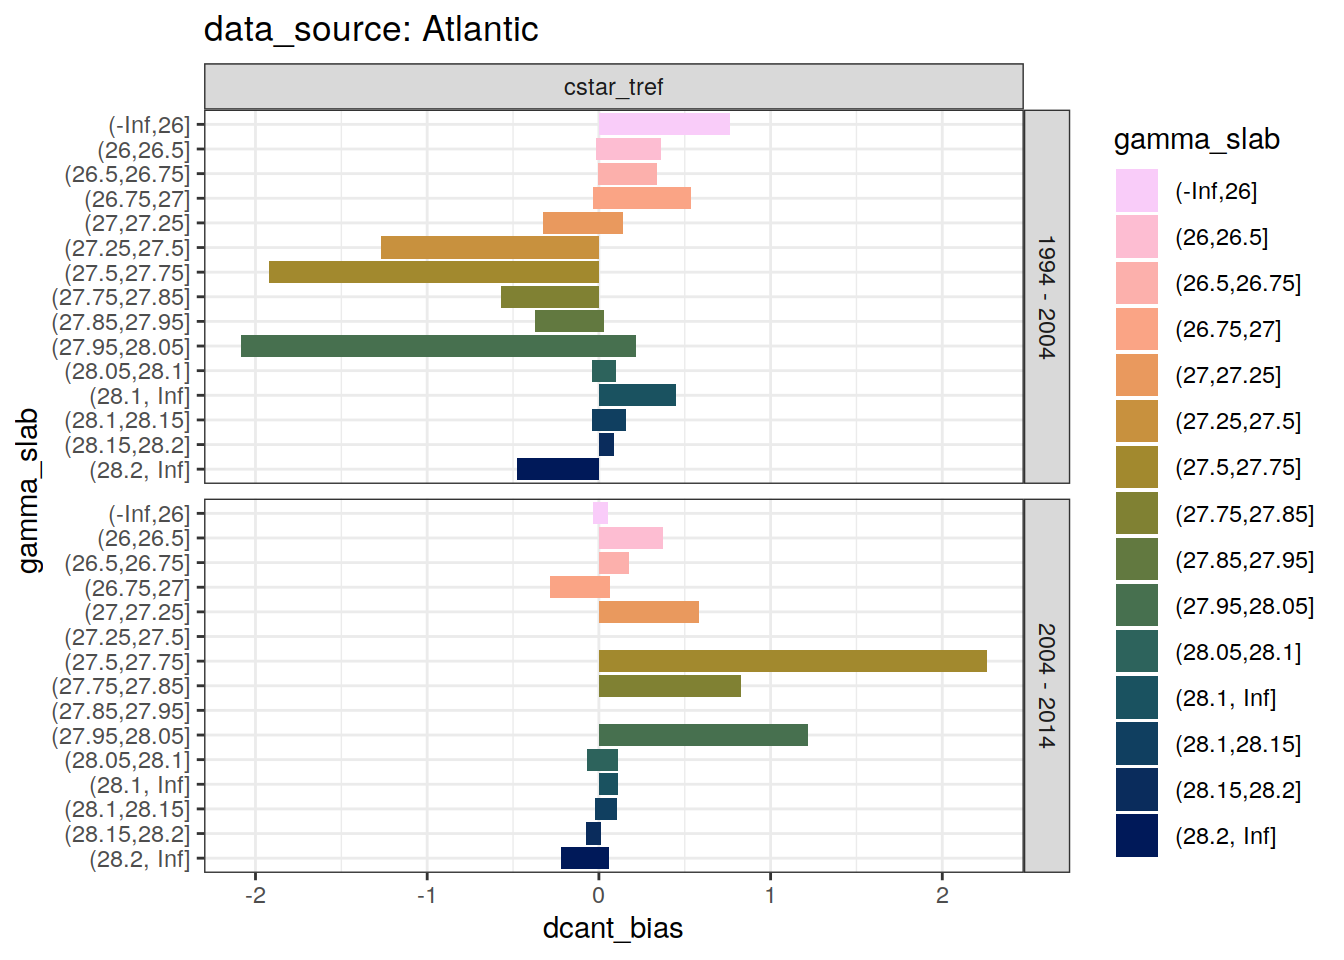 data_source: Atlantic
cstar_tref
gamma_slab
(-Inf,26]
(26,26.5]
(26.5,26.75]
(26.75,27]
(27,27.25]
(27.25,27.5]
(27.5,27.75]
(27.75,27.85]
(27.85,27.95]
(27.95,28.05]
(28.05,28.1]
(28.1, Inf]
(28.1,28.15]
(28.15,28.2]
(28.2, Inf]
1994 - 2004
(-Inf,26]
(26,26.5]
(26.5,26.75]
(26.75,27]
(27,27.25]
(27.25,27.5]
(27.5,27.75]
(27.75,27.85]
(27.85,27.95]
(27.95,28.05]
(28.05,28.1]
(28.1, Inf]
(28.1,28.15]
(28.15,28.2]
(28.2, Inf]
2004 - 2014
-2
-1
0
1
2
dcant_bias
gamma_slab
(-Inf,26]
(26,26.5]
(26.5,26.75]
(26.75,27]
(27,27.25]
(27.25,27.5]
(27.5,27.75]
(27.75,27.85]
(27.85,27.95]
(27.95,28.05]
(28.05,28.1]
(28.1, Inf]
(28.1,28.15]
(28.15,28.2]
(28.2, Inf]